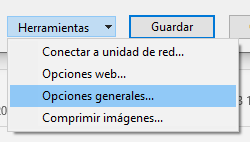 Herramientas Guardar
Conectar a unidad de red...
Opciones web...
Opciones generales...
Comprimir imágenes...